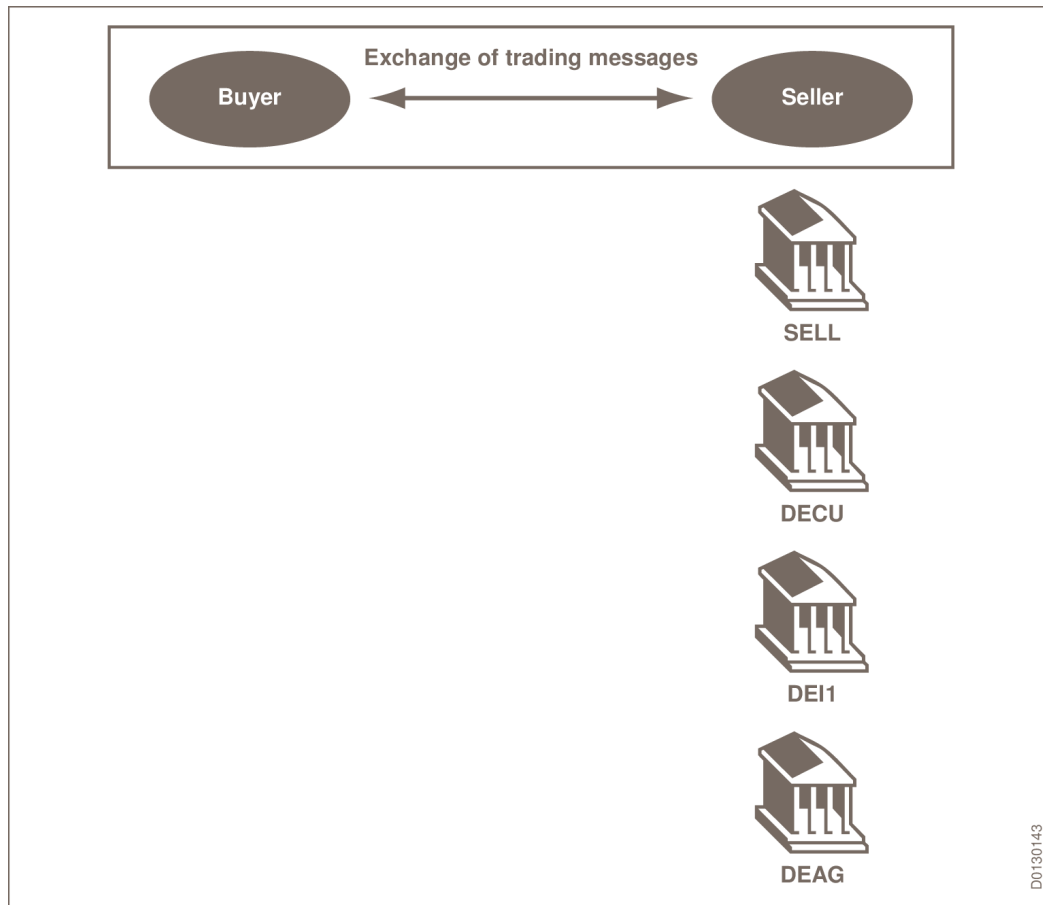 Exchange of trading messages
Buyer
Seller
SELL
DECU
DEI1
DEAG
D0130143